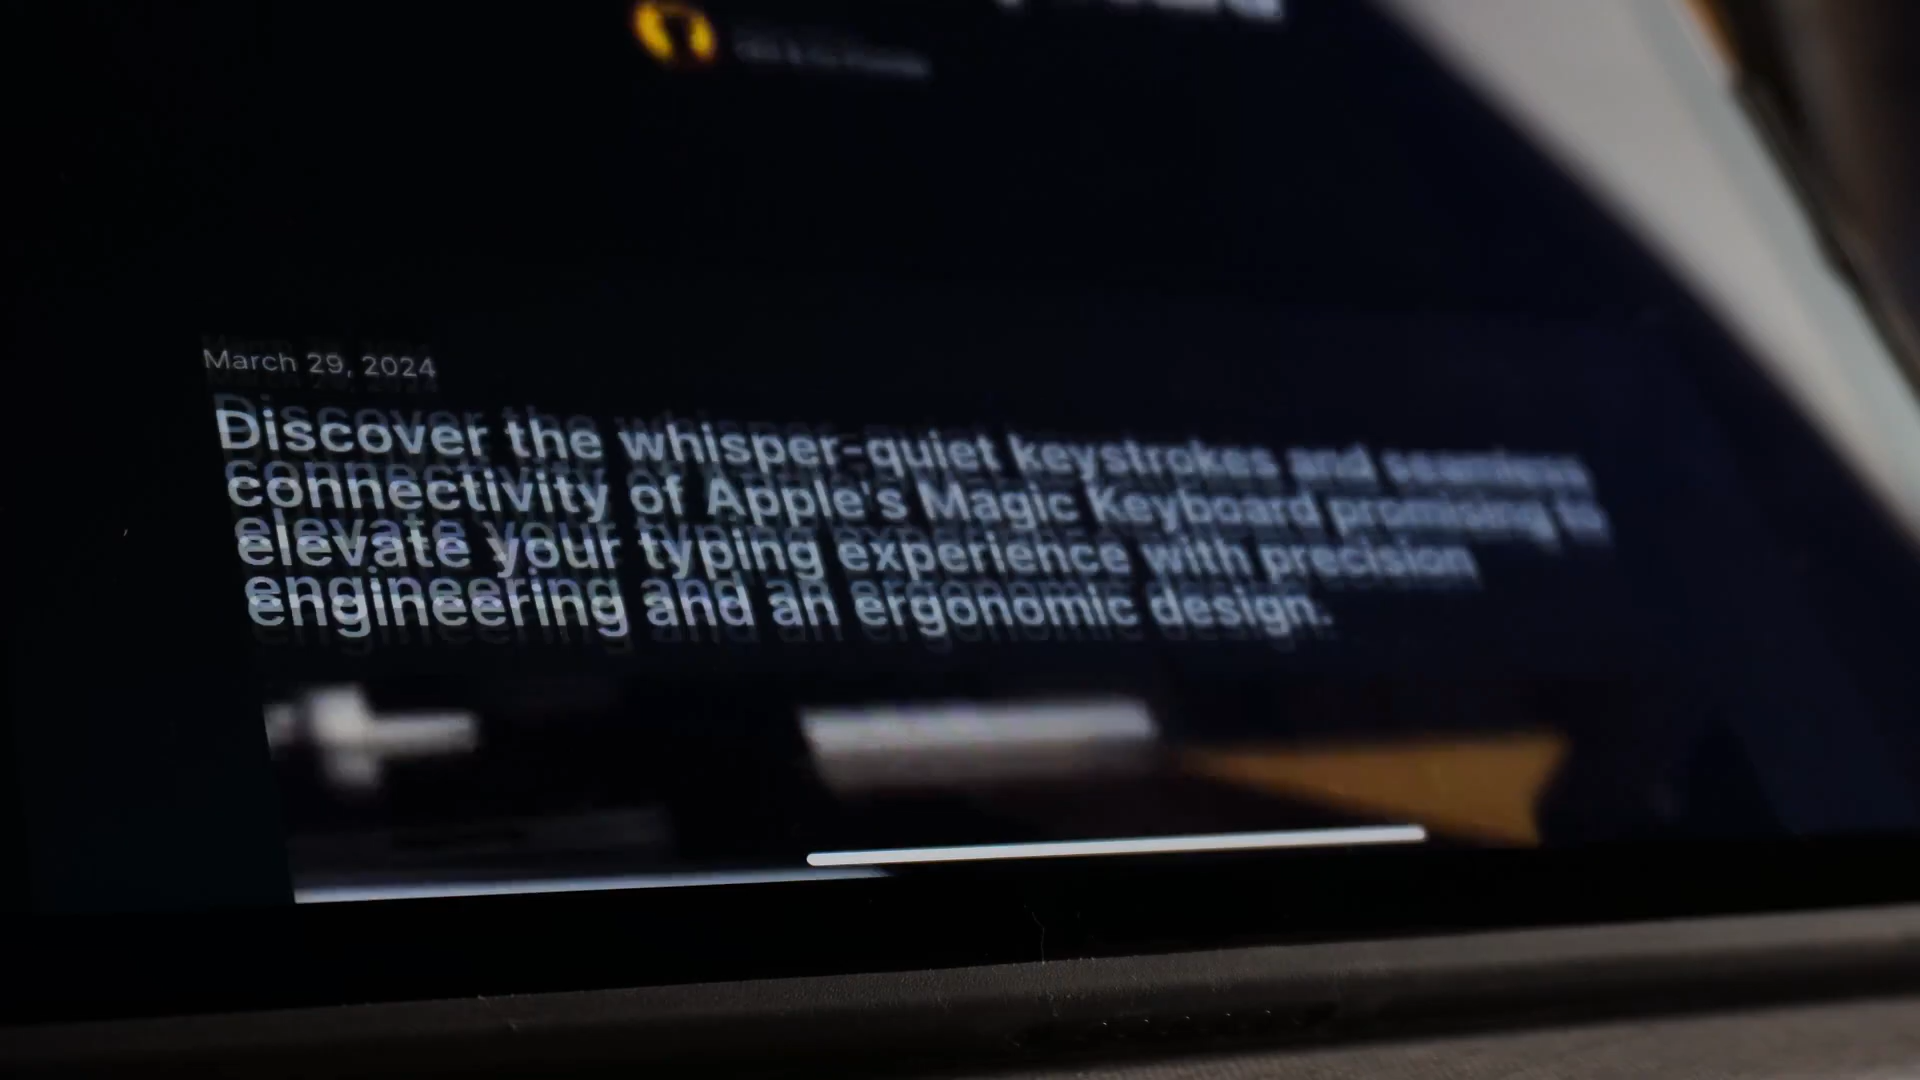 March 29, 2024
Discover the whisper-quiet keystrokes and seamless
connectivity of Apple's Magic Keyboard promising to
elevate your typing experience with precision
engineering and an ergonomic design.